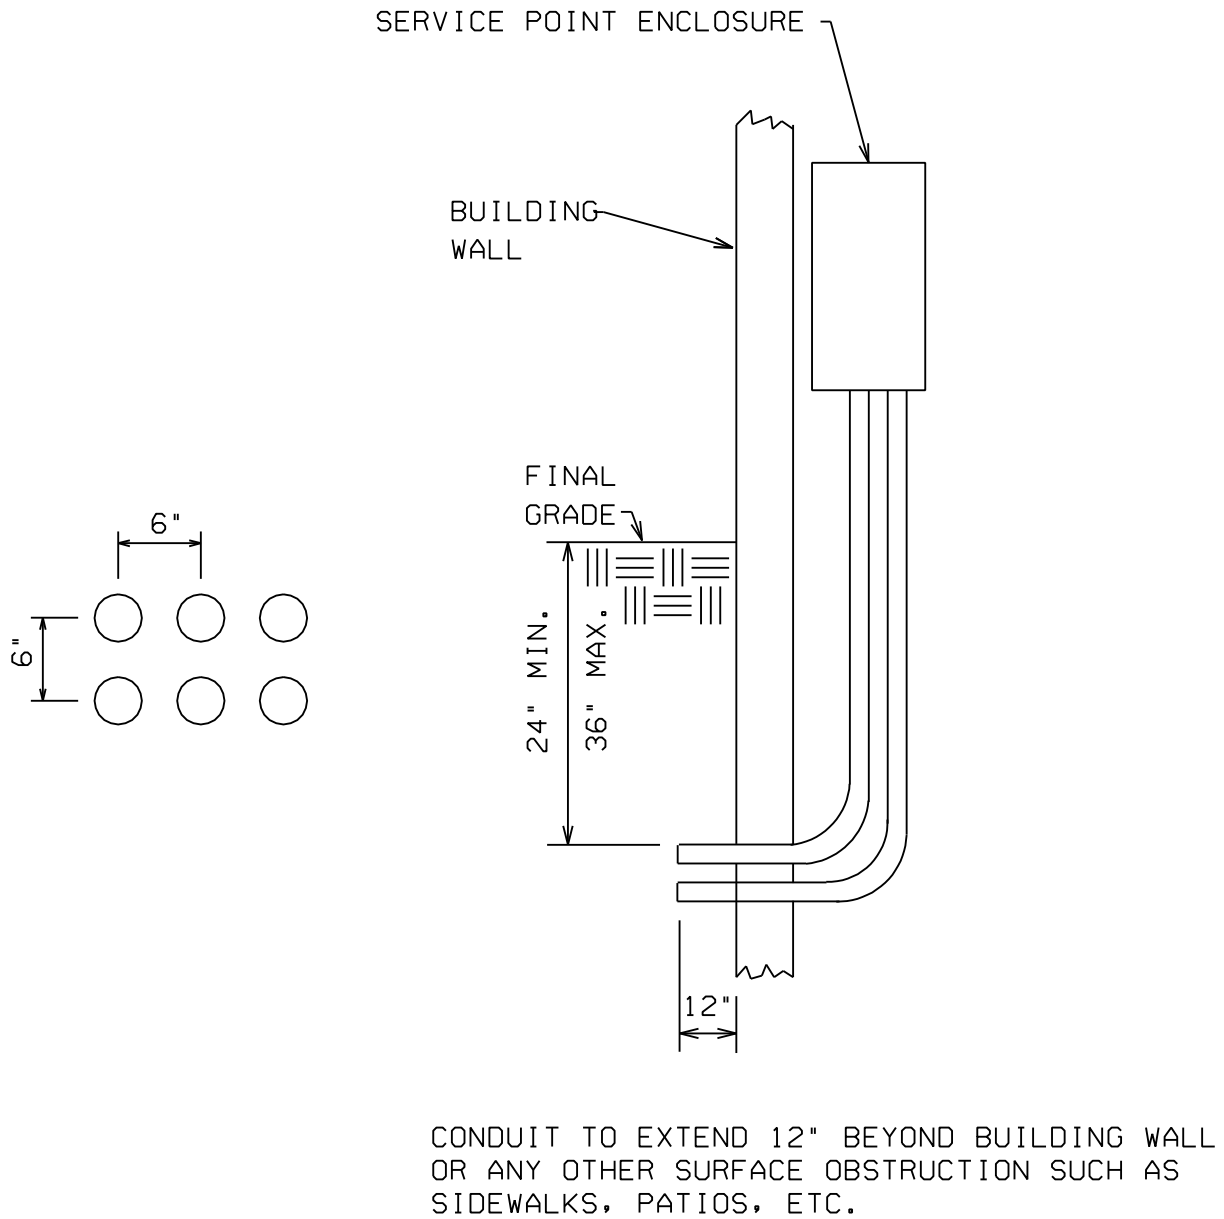 SERVICE POINT ENCLOSURE
BUILDING
WALL
FINAL
GRADE
6"
6"
24" MIN.
36" MAX.
12"
CONDUIT TO EXTEND 12" BEYOND BUILDING WALL
OR ANY OTHER SURFACE OBSTRUCTION SUCH AS
SIDEWALKS, PATIOS, ETC.